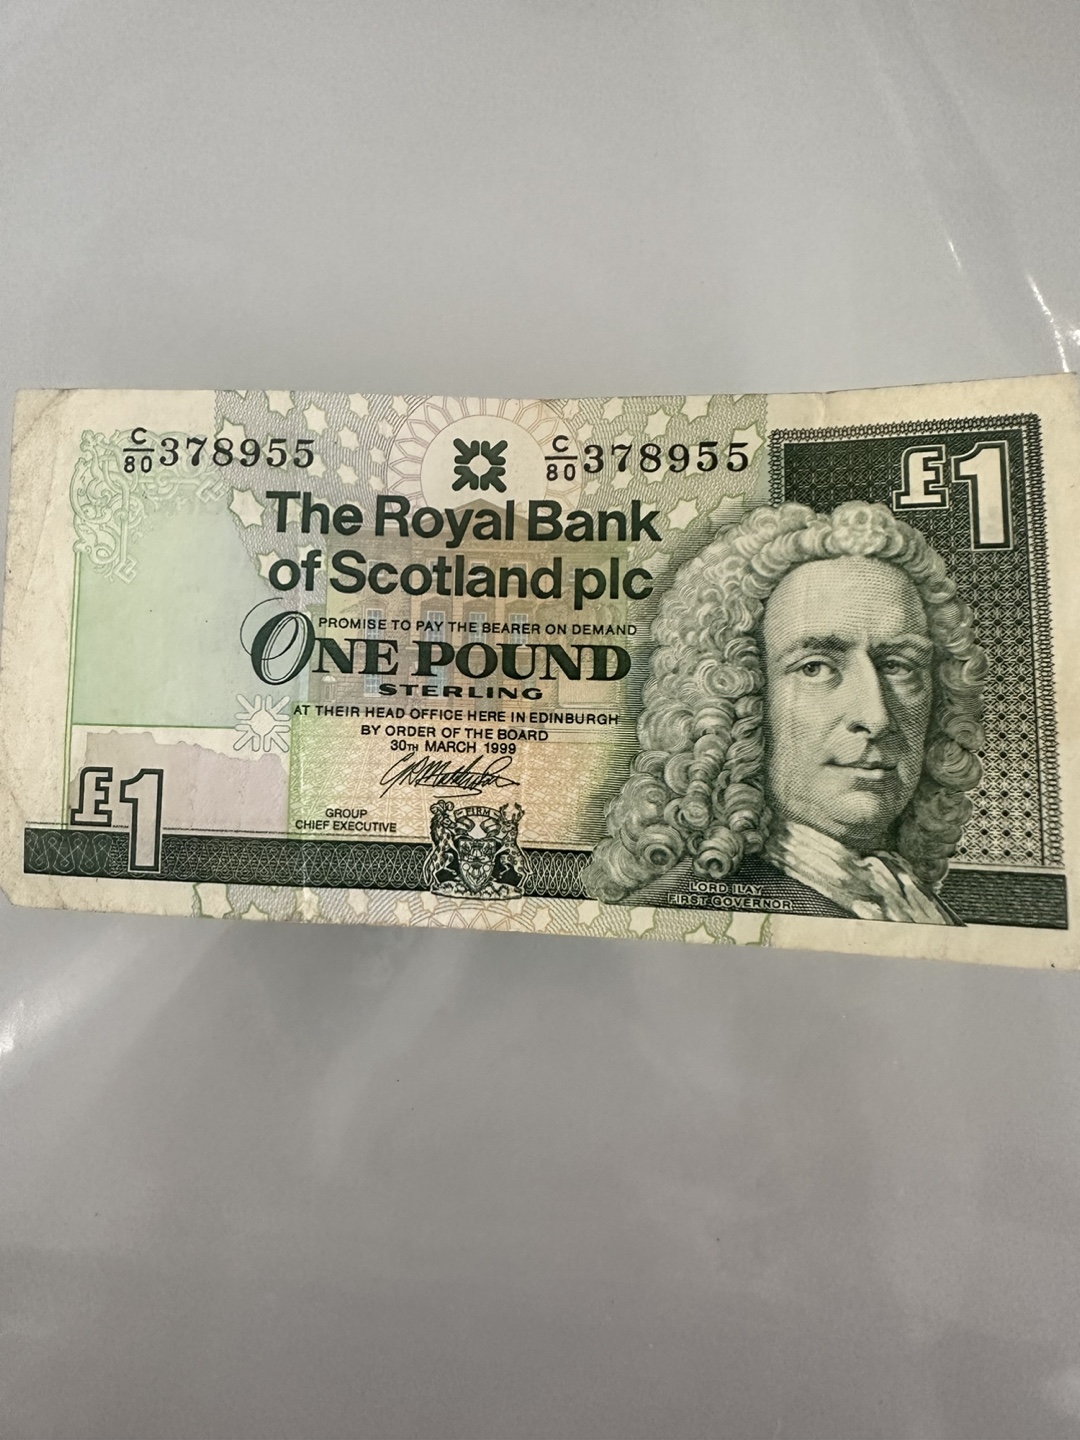 C/80 378955
C/80 378955
£1
The Royal Bank
of Scotland plc
PROMISE TO PAY THE BEARER ON DEMAND
ONE POUND
STERLING
AT THEIR HEAD OFFICE HERE IN EDINBURGH
BY ORDER OF THE BOARD
30TH MARCH 1999
GROUP
CHIEF EXECUTIVE
£1
FIRM
LORD ILAY
FIRST GOVERNOR